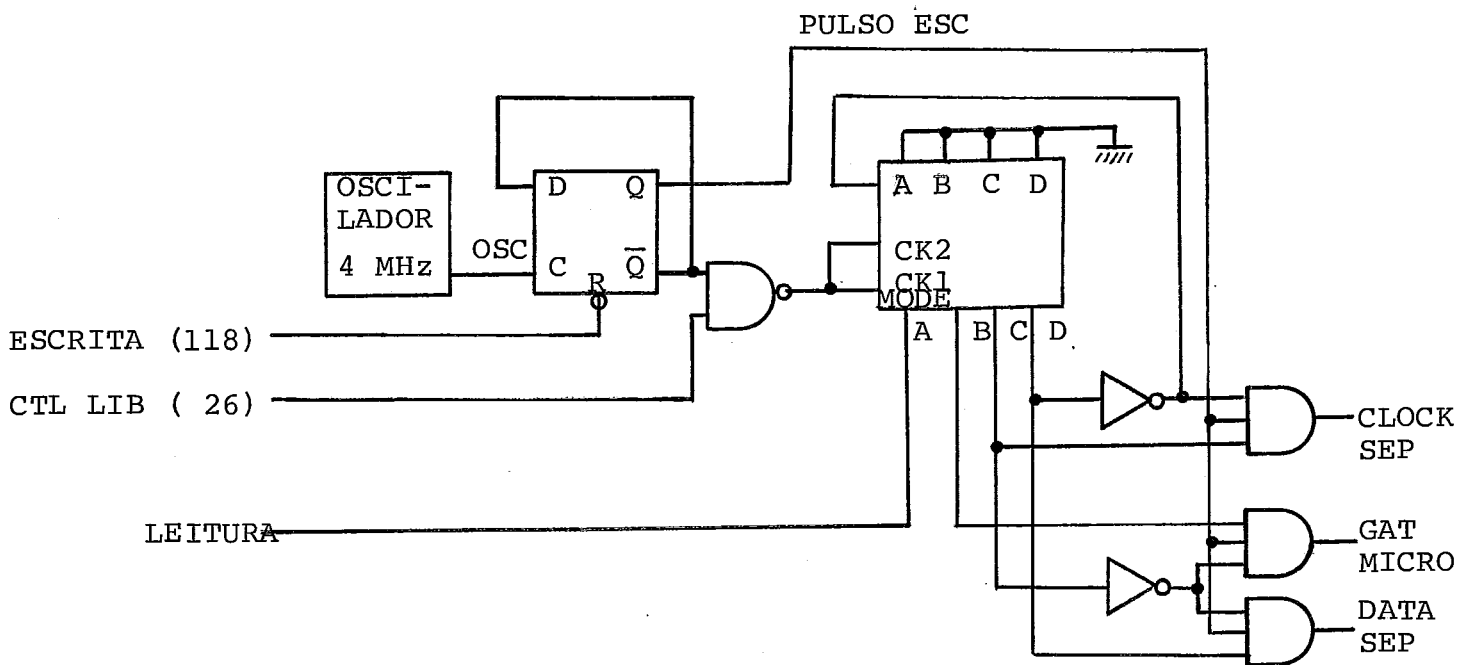 PULSO ESC
OSCI-
LADOR
4 MHz
OSC
D
Q
C
Q
R
A B C D
CK2
CK1
MODE
A B C D
ESCRITA (118)
CTL LIB ( 26)
LEITURA
CLOCK
SEP
GAT
MICRO
DATA
SEP